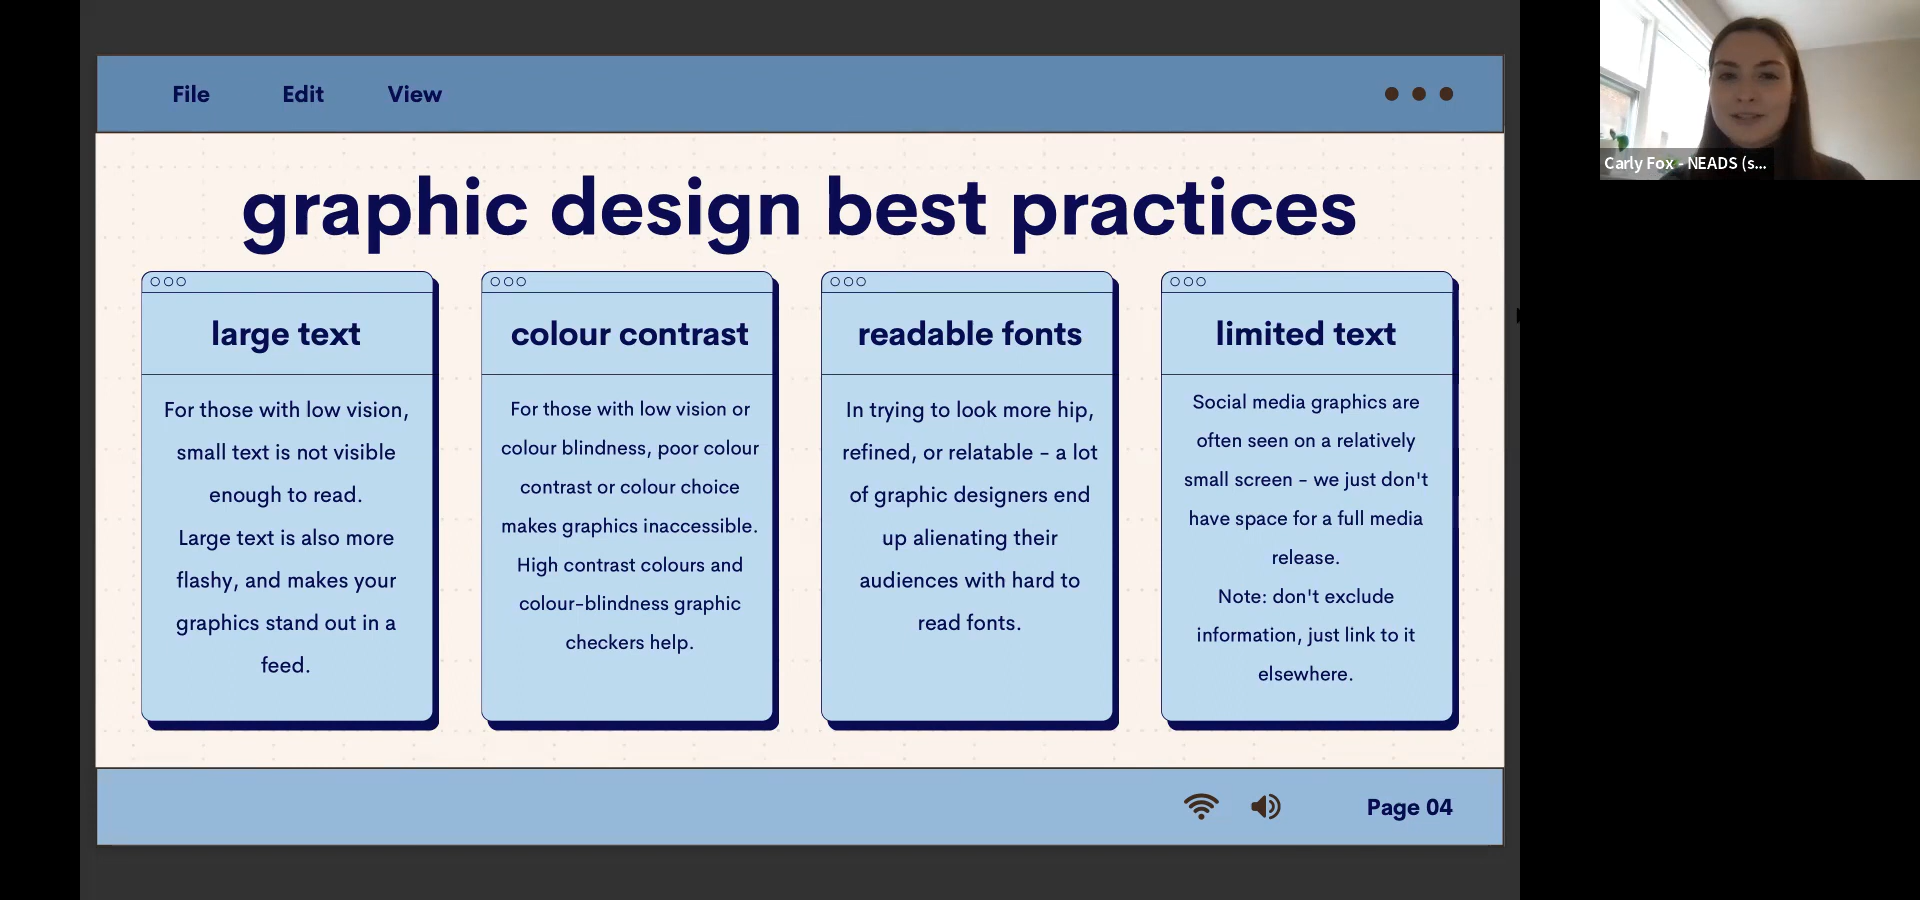 File Edit View
graphic design best practices
large text
For those with low vision,
small text is not visible
enough to read.
Large text is also more
flashy, and makes your
graphics stand out in a
feed.
colour contrast
For those with low vision or
colour blindness, poor colour
contrast or colour choice
makes graphics inaccessible.
High contrast colours and
colour-blindness graphic
checkers help.
readable fonts
In trying to look more hip,
refined, or relatable - a lot
of graphic designers end
up alienating their
audiences with hard to
read fonts.
limited text
Social media graphics are
often seen on a relatively
small screen - we just don't
have space for a full media
release.
Note: don't exclude
information, just link to it
elsewhere.
Page 04
Carly Fox - NEADS (s...